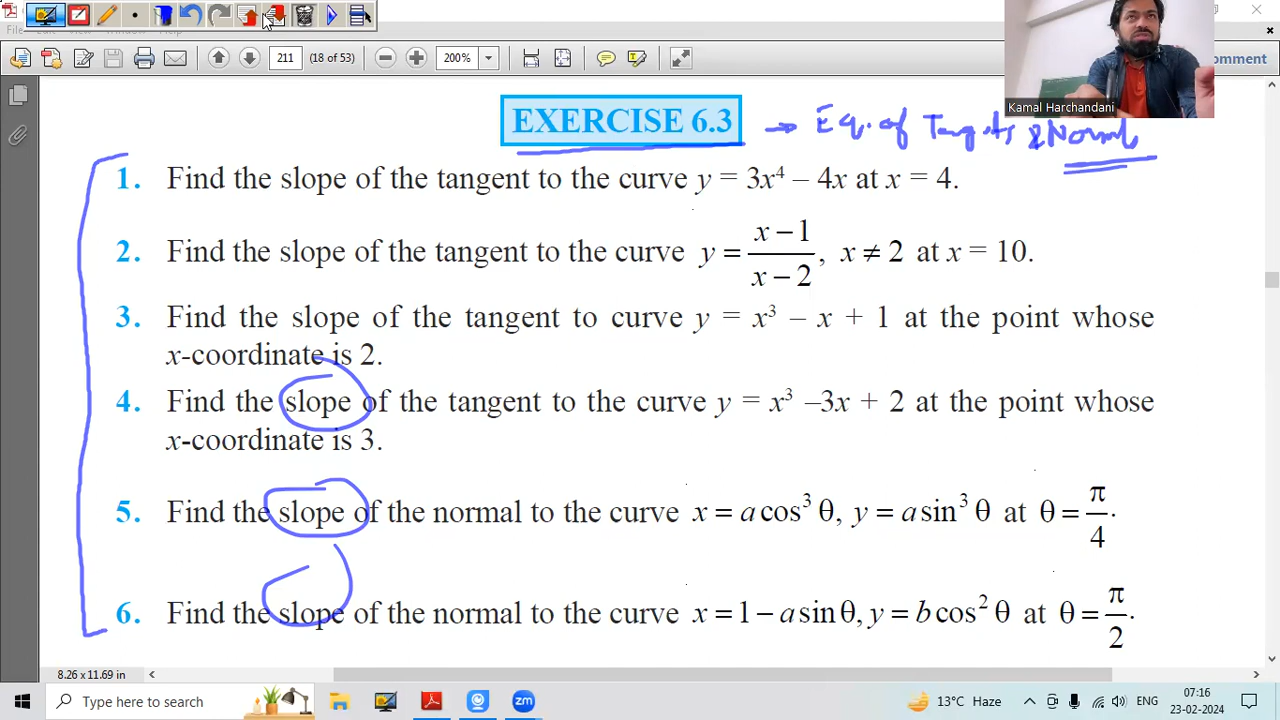 211 (18 of 53) 200% Comment
Kamal Harchandani
EXERCISE 6.3 → Eq. of Tangents & Normal
1. Find the slope of the tangent to the curve y = 3x⁴ – 4x at x = 4.
2. Find the slope of the tangent to the curve y = (x – 1)/(x – 2), x ≠ 2 at x = 10.
3. Find the slope of the tangent to curve y = x³ – x + 1 at the point whose
x-coordinate is 2.
4. Find the slope of the tangent to the curve y = x³ –3x + 2 at the point whose
x-coordinate is 3.
5. Find the slope of the normal to the curve x = a cos³ θ, y = a sin³ θ at θ = π/4.
6. Find the slope of the normal to the curve x = 1 – a sin θ, y = b cos² θ at θ = π/2.
8.26 x 11.69 in
Type here to search
13°C Haze
ENG
07:16
23-02-2024